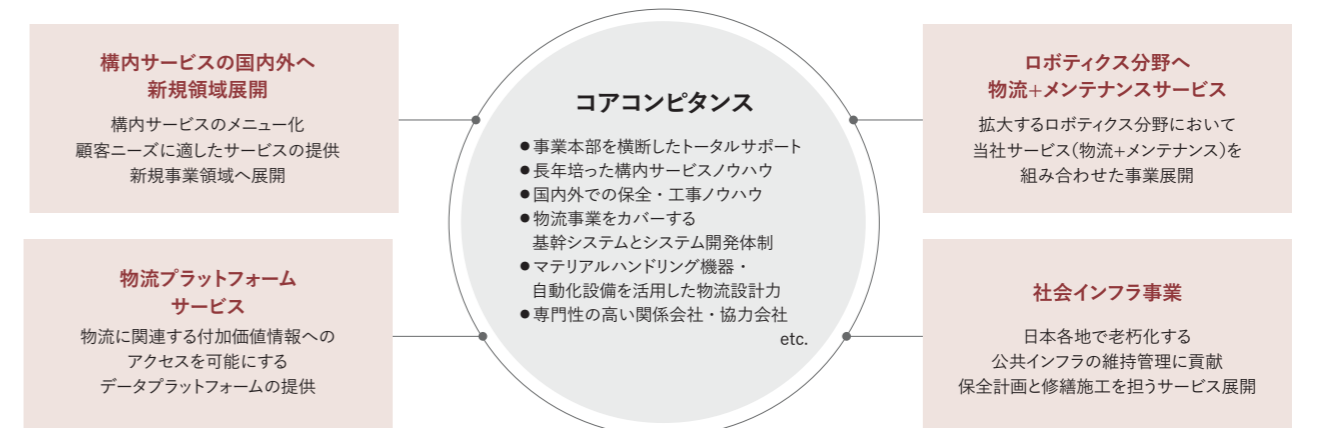 構内サービスの国内外へ
新規領域展開
構内サービスのメニュー化
顧客ニーズに適したサービスの提供
新規事業領域へ展開
物流プラットフォーム
サービス
物流に関連する付加価値情報への
アクセスを可能にする
データプラットフォームの提供
コアコンピタンス
●事業本部を横断したトータルサポート
●長年培った構内サービスノウハウ
●国内外での保全・工事ノウハウ
●物流事業をカバーする
基幹システムとシステム開発体制
●マテリアルハンドリング機器・
自動化設備を活用した物流設計力
●専門性の高い関係会社・協力会社
etc.
ロボティクス分野へ
物流+メンテナンスサービス
拡大するロボティクス分野において
当社サービス(物流+メンテナンス)を
組み合わせた事業展開
社会インフラ事業
日本各地で老朽化する
公共インフラの維持管理に貢献
保全計画と修繕施工を担うサービス展開